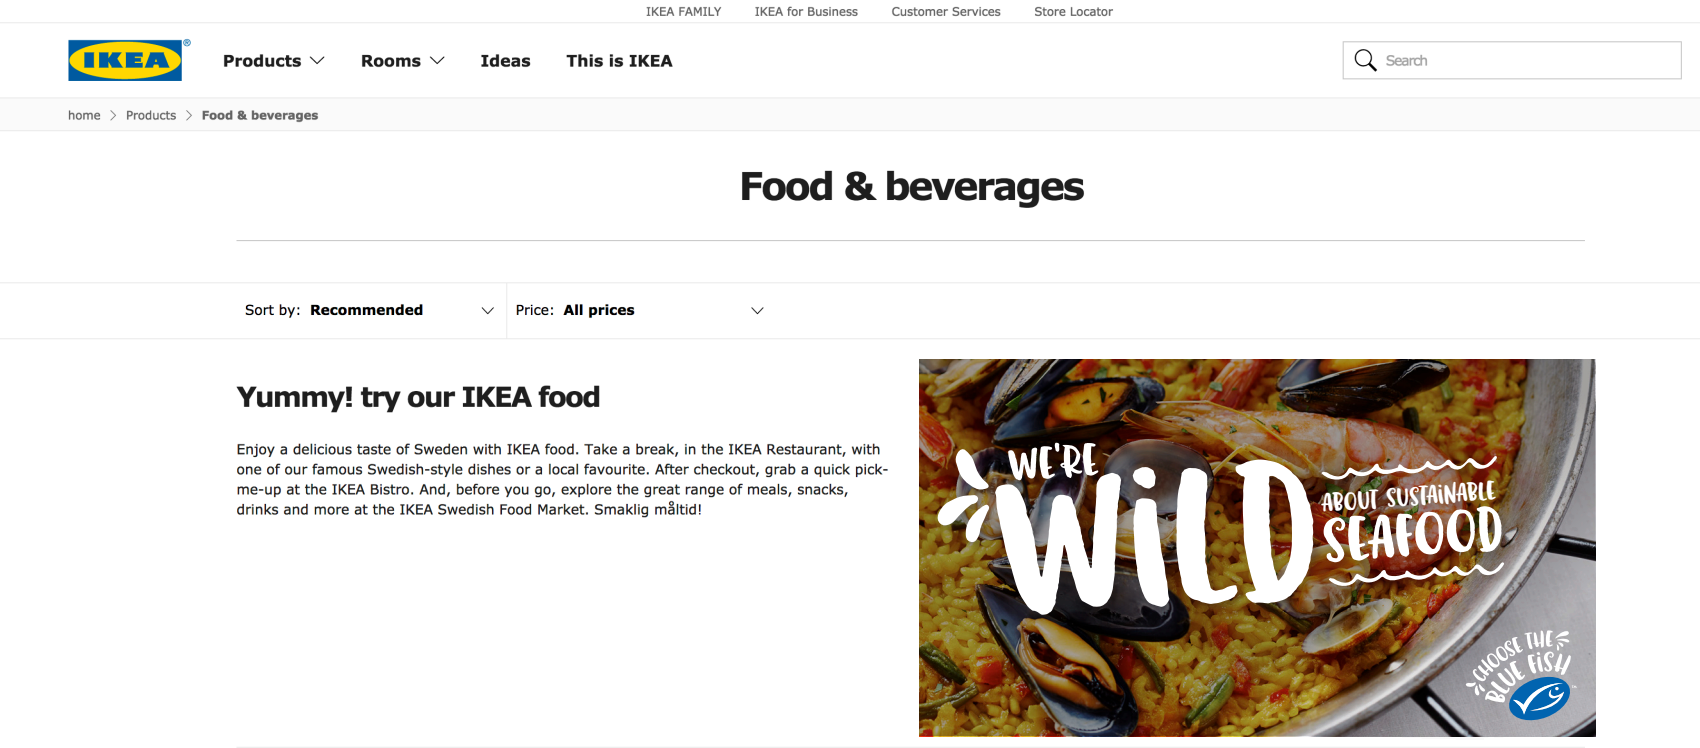 IKEA FAMILY IKEA for Business Customer Services Store Locator
IKEA® Products Rooms Ideas This is IKEA Search
home > Products > Food & beverages
Food & beverages
Sort by: Recommended Price: All prices
Yummy! try our IKEA food
Enjoy a delicious taste of Sweden with IKEA food. Take a break, in the IKEA Restaurant, with
one of our famous Swedish-style dishes or a local favourite. After checkout, grab a quick pick-
me-up at the IKEA Bistro. And, before you go, explore the great range of meals, snacks,
drinks and more at the IKEA Swedish Food Market. Smaklig måltid!
WE'RE
WiLD
ABOUT SUSTAiNABLE
SEAFOOD
CHOOSE THE
BLUE FiSH